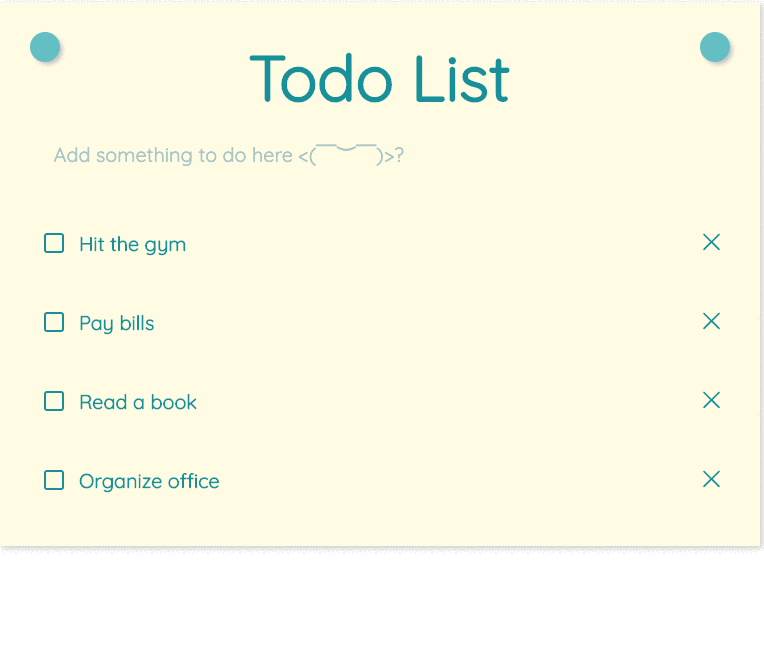 Todo List
Add something to do here <(￣︶￣)>?
Hit the gym
Pay bills
Read a book
Organize office